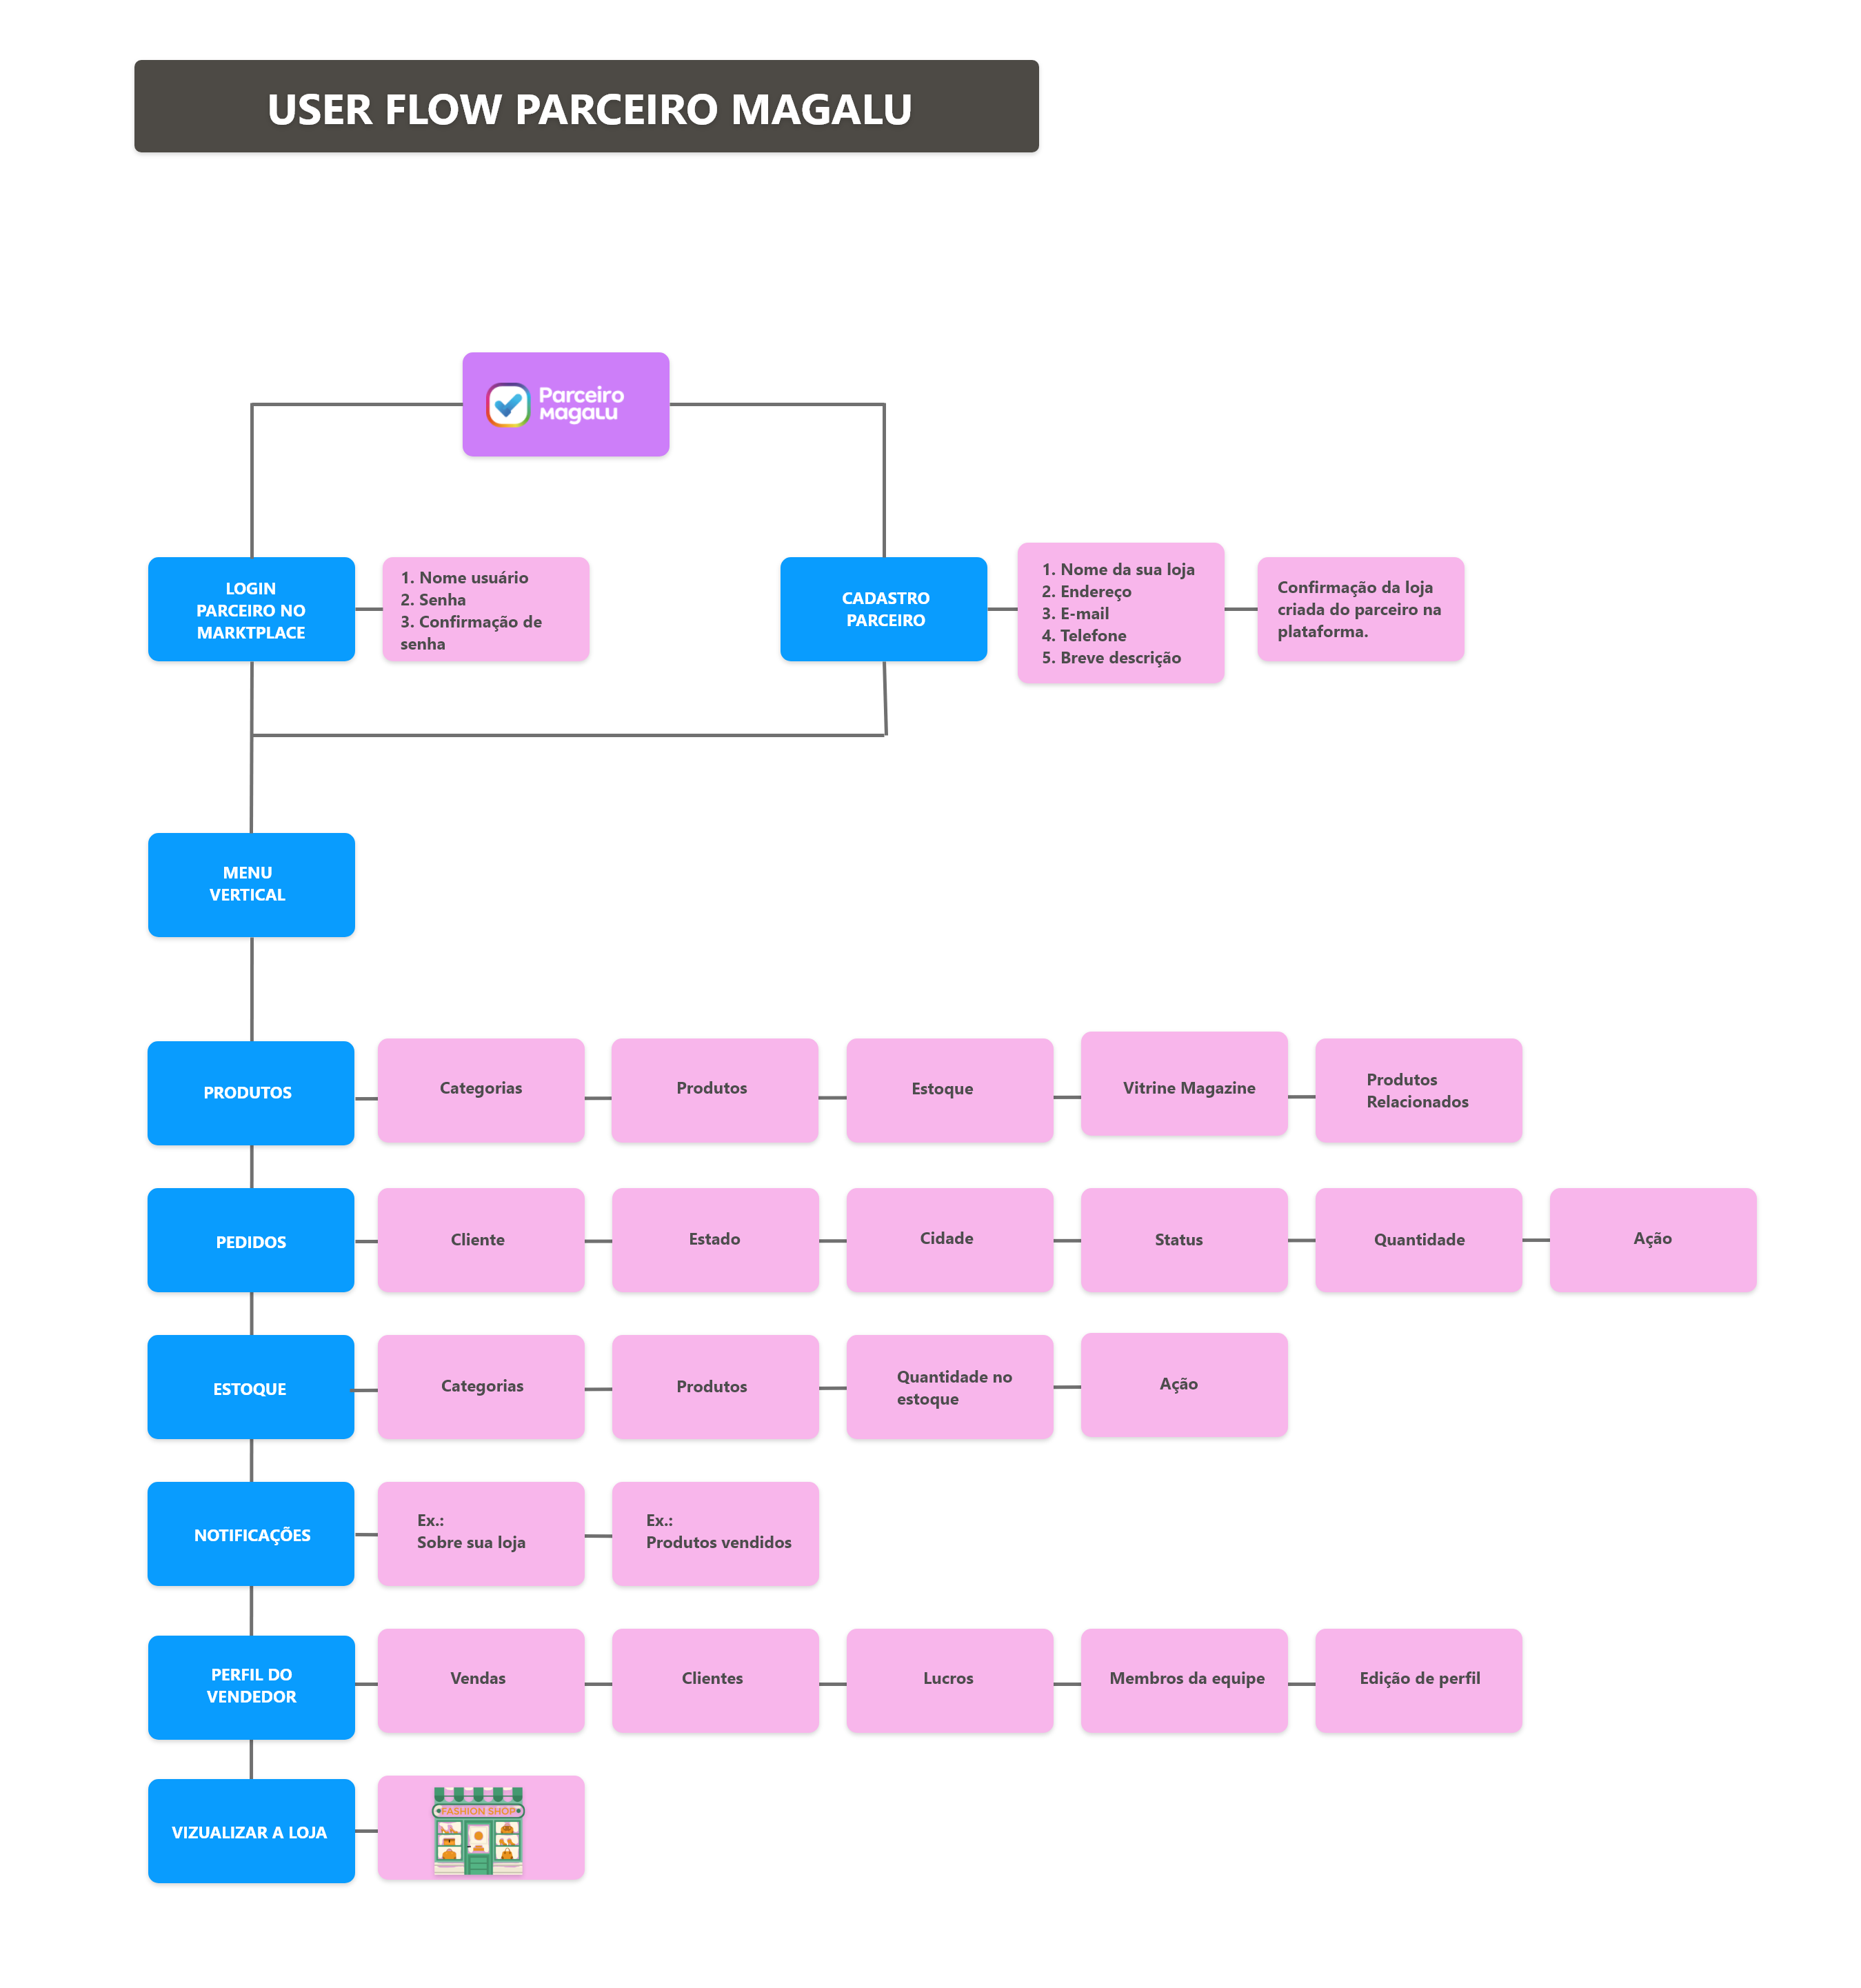 USER FLOW PARCEIRO MAGALU
Parceiro
Magalu
LOGIN
PARCEIRO NO
MARKTPLACE
1. Nome usuário
2. Senha
3. Confirmação de
senha
CADASTRO
PARCEIRO
1. Nome da sua loja
2. Endereço
3. E-mail
4. Telefone
5. Breve descrição
Confirmação da loja
criada do parceiro na
plataforma.
MENU
VERTICAL
PRODUTOS
Categorias
Produtos
Estoque
Vitrine Magazine
Produtos
Relacionados
PEDIDOS
Cliente
Estado
Cidade
Status
Quantidade
Ação
ESTOQUE
Categorias
Produtos
Quantidade no
estoque
Ação
NOTIFICAÇÕES
Ex.:
Sobre sua loja
Ex.:
Produtos vendidos
PERFIL DO
VENDEDOR
Vendas
Clientes
Lucros
Membros da equipe
Edição de perfil
VIZUALIZAR A LOJA
FASHION SHOP